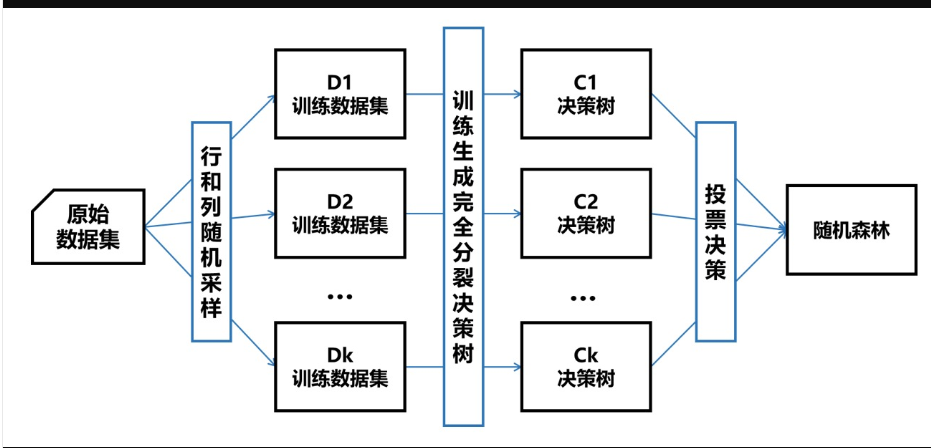 原始
数据集
行和列随机采样
D1
训练数据集
D2
训练数据集
...
Dk
训练数据集
训练生成完全分裂决策树
C1
决策树
C2
决策树
...
Ck
决策树
投票决策
随机森林